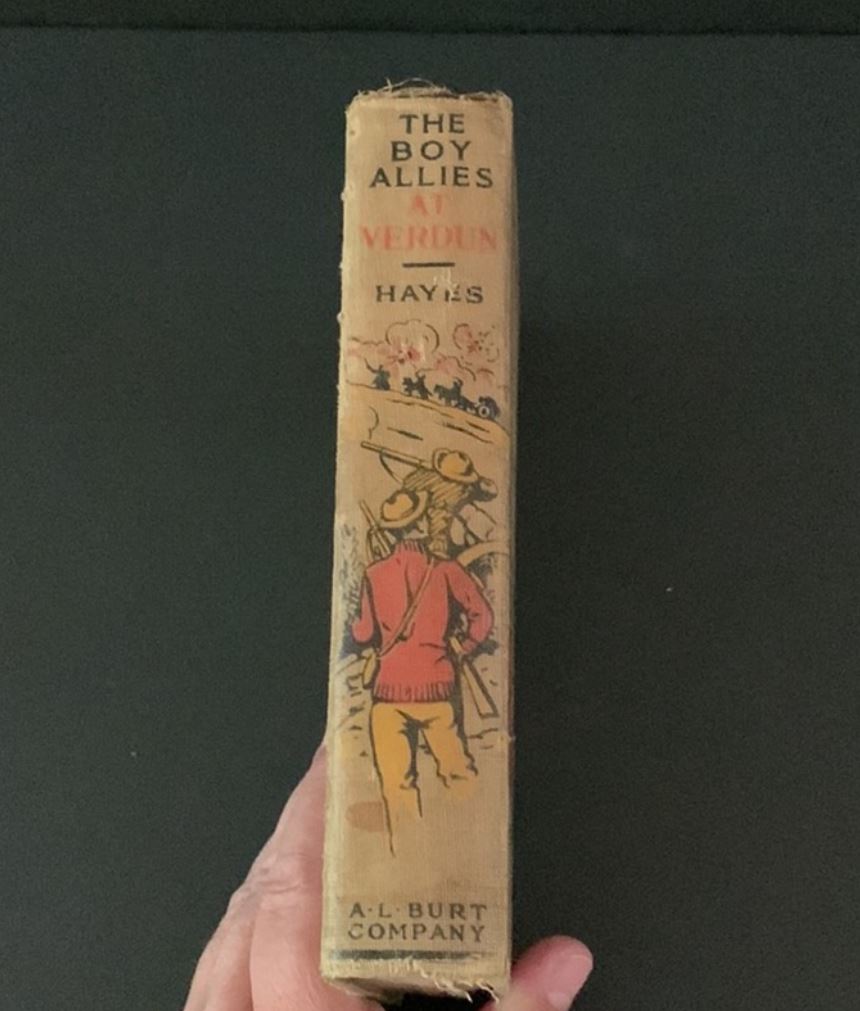 THE
BOY
ALLIES
AT
VERDUN
HAYES
A·L·BURT
COMPANY